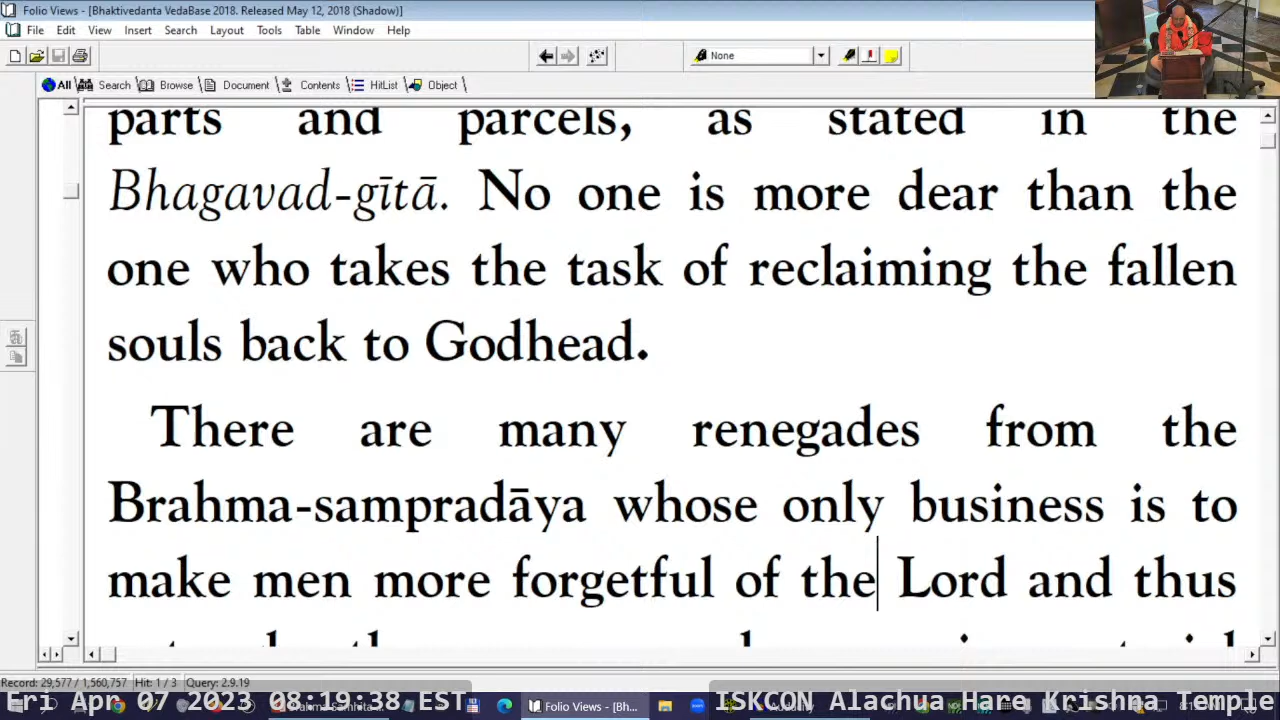 Folio Views - [Bhaktivedanta VedaBase 2018. Released May 12, 2018 (Shadow)]
File Edit View Insert Search Layout Tools Table Window Help
None
All Search Browse Document Contents HitList Object
parts and parcels, as stated in the
Bhagavad-gītā. No one is more dear than the
one who takes the task of reclaiming the fallen
souls back to Godhead.
There are many renegades from the
Brahma-sampradāya whose only business is to
make men more forgetful of the Lord and thus
Record: 29,577 / 1,560,757 Hit: 1 / 3 Query: 2.9.19
Fri Apr 07 2023 08:19:38 EST
Folio Views - [Bh...
ISKCON Alachua Hare Krishna Temple